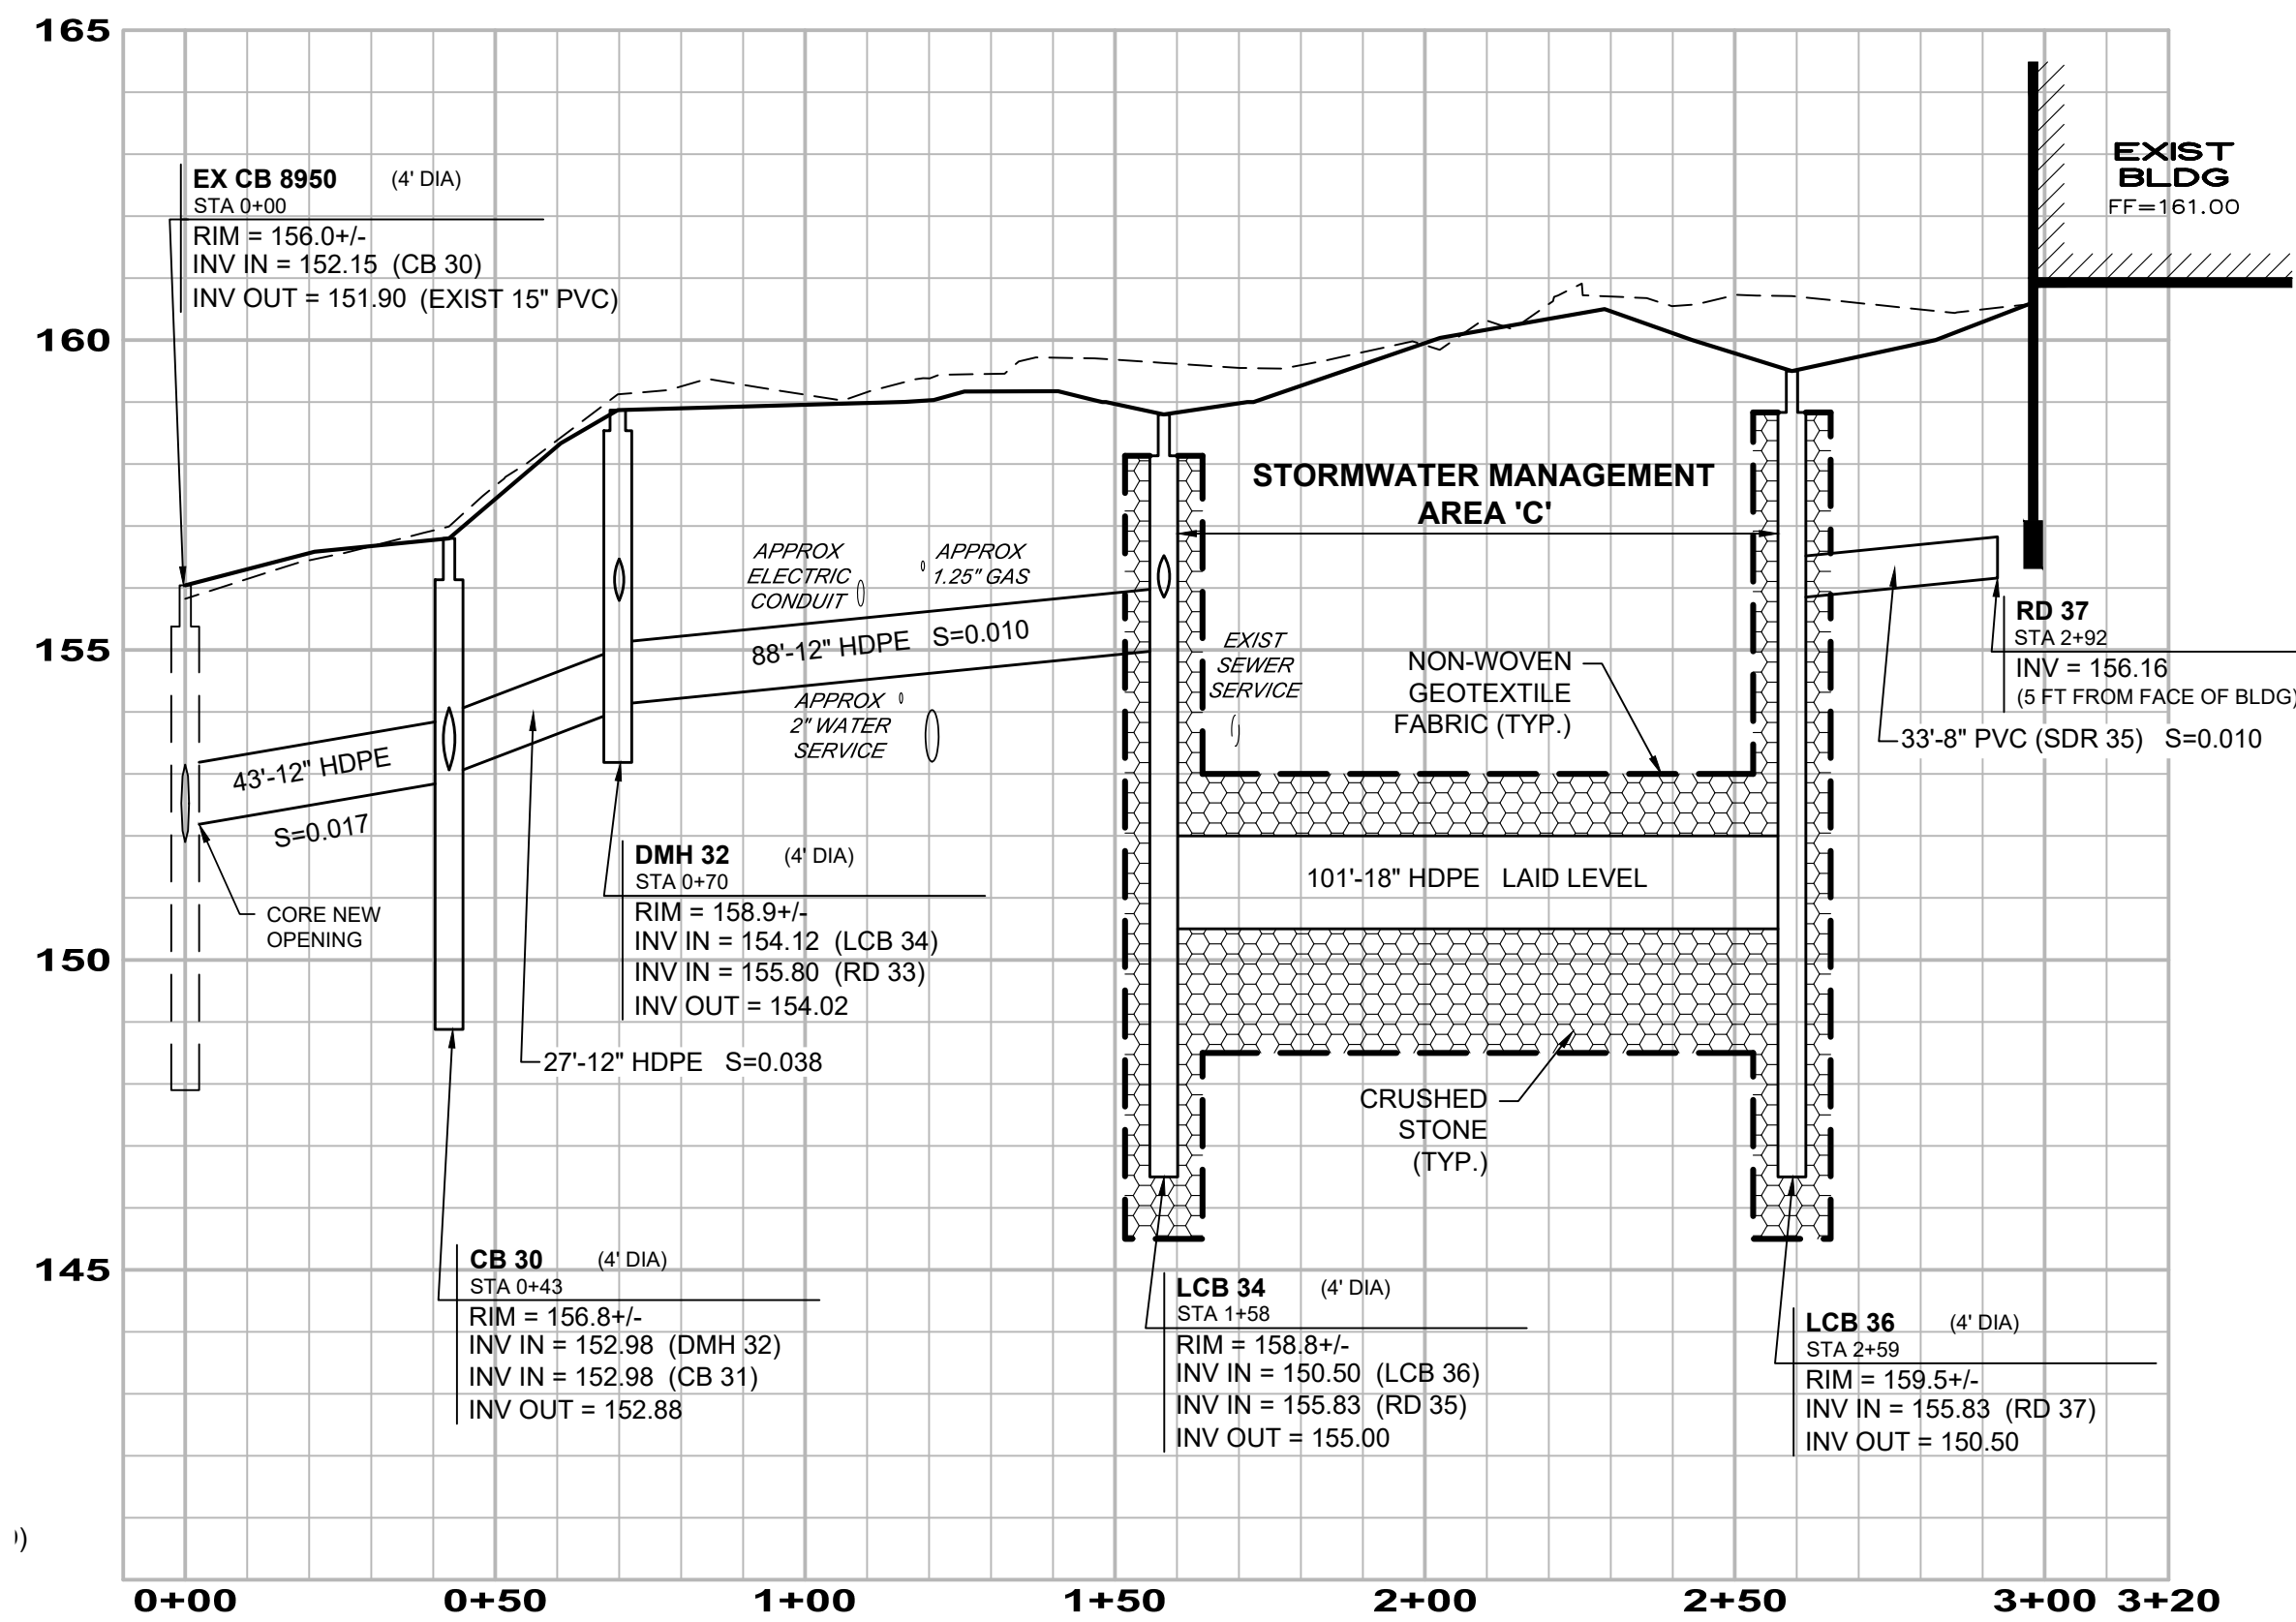 165
160
155
150
145
EX CB 8950 (4' DIA)
STA 0+00
RIM = 156.0+/-
INV IN = 152.15 (CB 30)
INV OUT = 151.90 (EXIST 15" PVC)
EXIST
BLDG
FF=161.00
STORMWATER MANAGEMENT
AREA 'C'
APPROX
ELECTRIC
CONDUIT
APPROX
1.25" GAS
88'-12" HDPE S=0.010
APPROX
2" WATER
SERVICE
EXIST
SEWER
SERVICE
NON-WOVEN
GEOTEXTILE
FABRIC (TYP.)
RD 37
STA 2+92
INV = 156.16
(5 FT FROM FACE OF BLDG)
33'-8" PVC (SDR 35) S=0.010
43'-12" HDPE
S=0.017
CORE NEW
OPENING
DMH 32 (4' DIA)
STA 0+70
RIM = 158.9+/-
INV IN = 154.12 (LCB 34)
INV IN = 155.80 (RD 33)
INV OUT = 154.02
27'-12" HDPE S=0.038
101'-18" HDPE LAID LEVEL
CRUSHED
STONE
(TYP.)
CB 30 (4' DIA)
STA 0+43
RIM = 156.8+/-
INV IN = 152.98 (DMH 32)
INV IN = 152.98 (CB 31)
INV OUT = 152.88
LCB 34 (4' DIA)
STA 1+58
RIM = 158.8+/-
INV IN = 150.50 (LCB 36)
INV IN = 155.83 (RD 35)
INV OUT = 155.00
LCB 36 (4' DIA)
STA 2+59
RIM = 159.5+/-
INV IN = 155.83 (RD 37)
INV OUT = 150.50
)
0+00 0+50 1+00 1+50 2+00 2+50 3+00 3+20